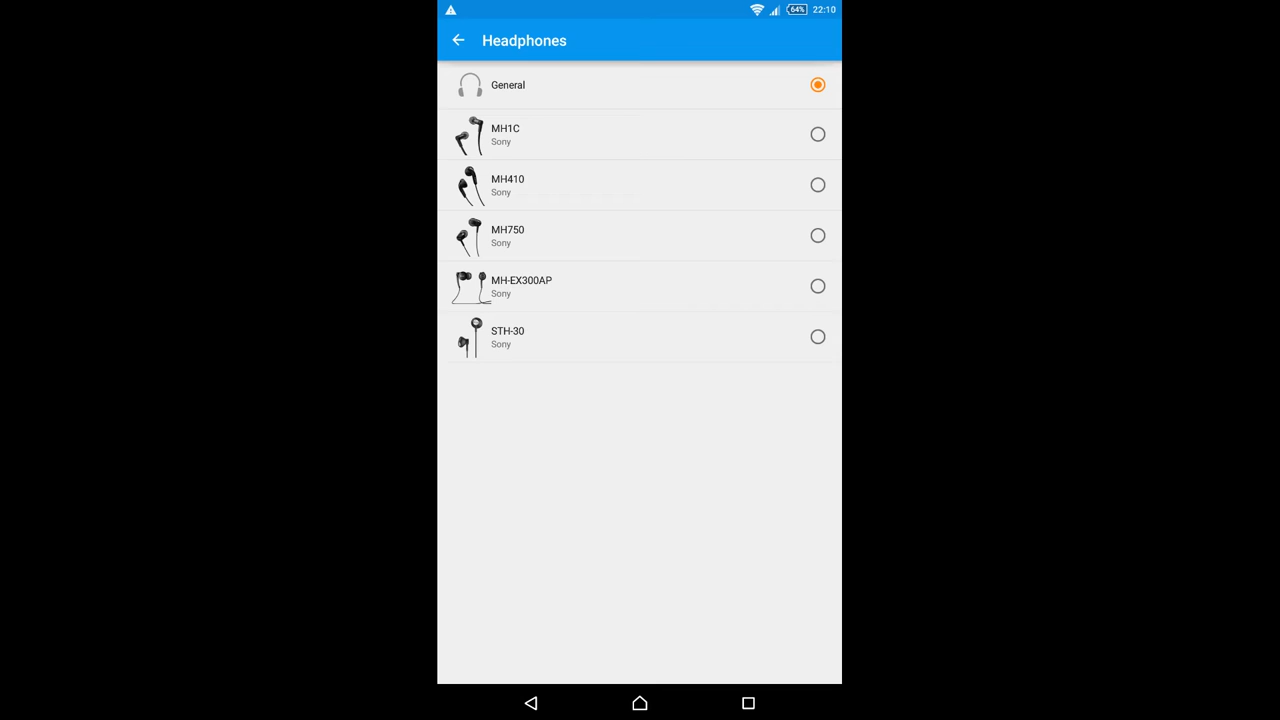 64% 22:10
Headphones
General
MH1C
Sony
MH410
Sony
MH750
Sony
MH-EX300AP
Sony
STH-30
Sony